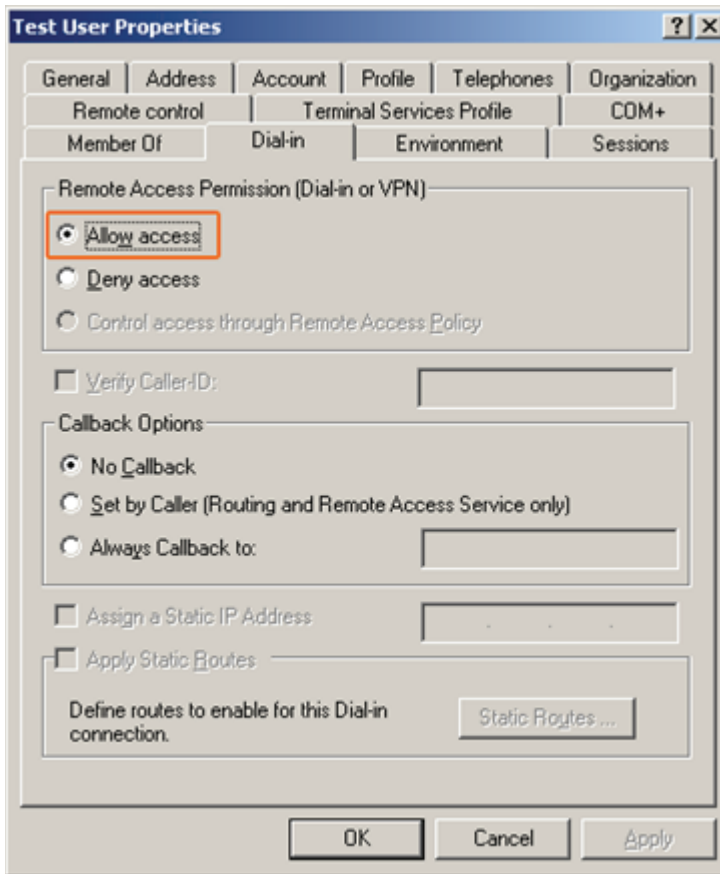 Test User Properties
General Address Account Profile Telephones Organization
Remote control Terminal Services Profile COM+
Member Of Dial-in Environment Sessions
Remote Access Permission (Dial-in or VPN)
Allow access
Deny access
Control access through Remote Access Policy
Verify Caller-ID:
Callback Options
No Callback
Set by Caller (Routing and Remote Access Service only)
Always Callback to:
Assign a Static IP Address
Apply Static Routes
Define routes to enable for this Dial-in
connection.
Static Routes ...
OK Cancel Apply